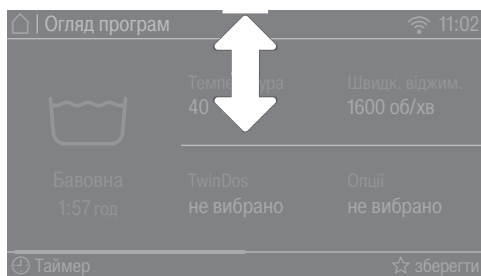 | Огляд програм 11:02
Температура Швидк. віджим.
40 1600 об/хв
Бавовна TwinDos Опції
1:57 год не вибрано не вибрано
Таймер зберегти